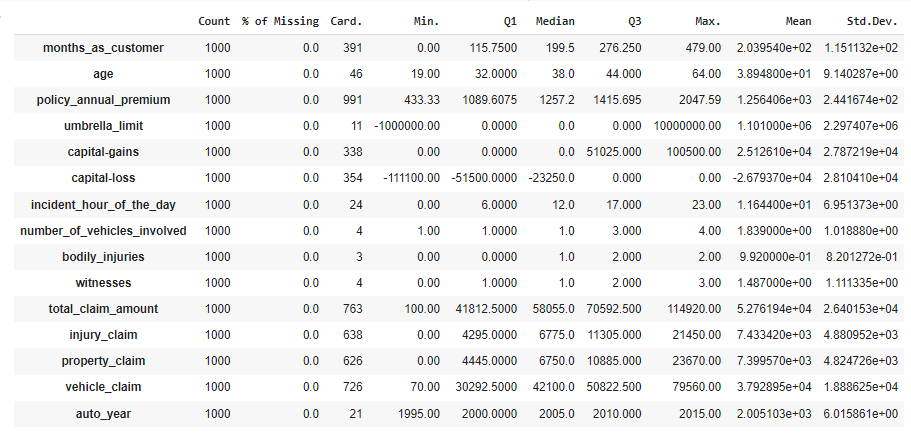 Count % of Missing Card. Min. Q1 Median Q3 Max. Mean Std.Dev.
months_as_customer 1000 0.0 391 0.00 115.7500 199.5 276.250 479.00 2.039540e+02 1.151132e+02
age 1000 0.0 46 19.00 32.0000 38.0 44.000 64.00 3.894800e+01 9.140287e+00
policy_annual_premium 1000 0.0 991 433.33 1089.6075 1257.2 1415.695 2047.59 1.256406e+03 2.441674e+02
umbrella_limit 1000 0.0 11 -1000000.00 0.0000 0.0 0.000 10000000.00 1.101000e+06 2.297407e+06
capital-gains 1000 0.0 338 0.00 0.0000 0.0 51025.000 100500.00 2.512610e+04 2.787219e+04
capital-loss 1000 0.0 354 -111100.00 -51500.0000 -23250.0 0.000 0.00 -2.679370e+04 2.810410e+04
incident_hour_of_the_day 1000 0.0 24 0.00 6.0000 12.0 17.000 23.00 1.164400e+01 6.951373e+00
number_of_vehicles_involved 1000 0.0 4 1.00 1.0000 1.0 3.000 4.00 1.839000e+00 1.018880e+00
bodily_injuries 1000 0.0 3 0.00 0.0000 1.0 2.000 2.00 9.920000e-01 8.201272e-01
witnesses 1000 0.0 4 0.00 1.0000 1.0 2.000 3.00 1.487000e+00 1.111335e+00
total_claim_amount 1000 0.0 763 100.00 41812.5000 58055.0 70592.500 114920.00 5.276194e+04 2.640153e+04
injury_claim 1000 0.0 638 0.00 4295.0000 6775.0 11305.000 21450.00 7.433420e+03 4.880952e+03
property_claim 1000 0.0 626 0.00 4445.0000 6750.0 10885.000 23670.00 7.399570e+03 4.824726e+03
vehicle_claim 1000 0.0 726 70.00 30292.5000 42100.0 50822.500 79560.00 3.792895e+04 1.888625e+04
auto_year 1000 0.0 21 1995.00 2000.0000 2005.0 2010.000 2015.00 2.005103e+03 6.015861e+00